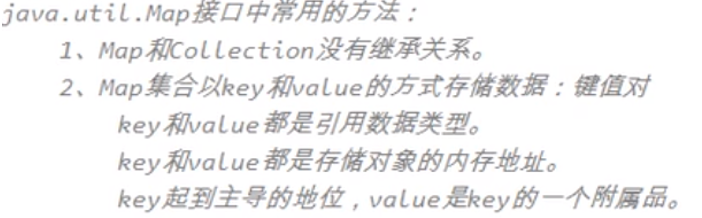 java.util.Map接口中常用的方法：
1、Map和Collection没有继承关系。
2、Map集合以key和value的方式存储数据：键值对
key和value都是引用数据类型。
key和value都是存储对象的内存地址。
key起到主导的地位，value是key的一个附属品。